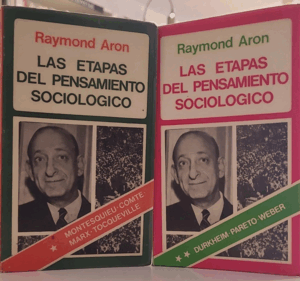 Raymond Aron
LAS ETAPAS
DEL PENSAMIENTO
SOCIOLOGICO
MONTESQUIEU-COMTE
MARX-TOCQUEVILLE
Raymond Aron
LAS ETAPAS
DEL PENSAMIENTO
SOCIOLOGICO
DURKHEIM PARETO WEBER